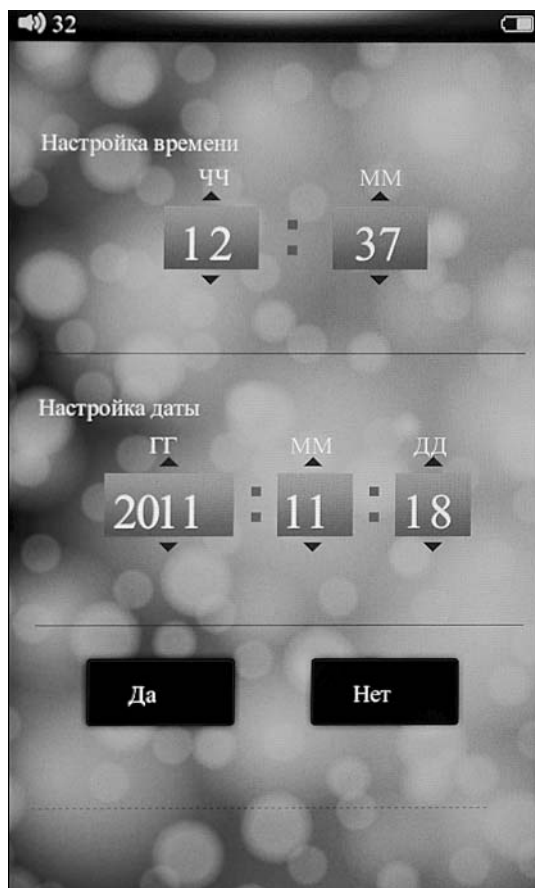 32
Настройка времени
ЧЧ ММ
12 : 37
Настройка даты
ГГ ММ ДД
2011 : 11 : 18
Да Нет